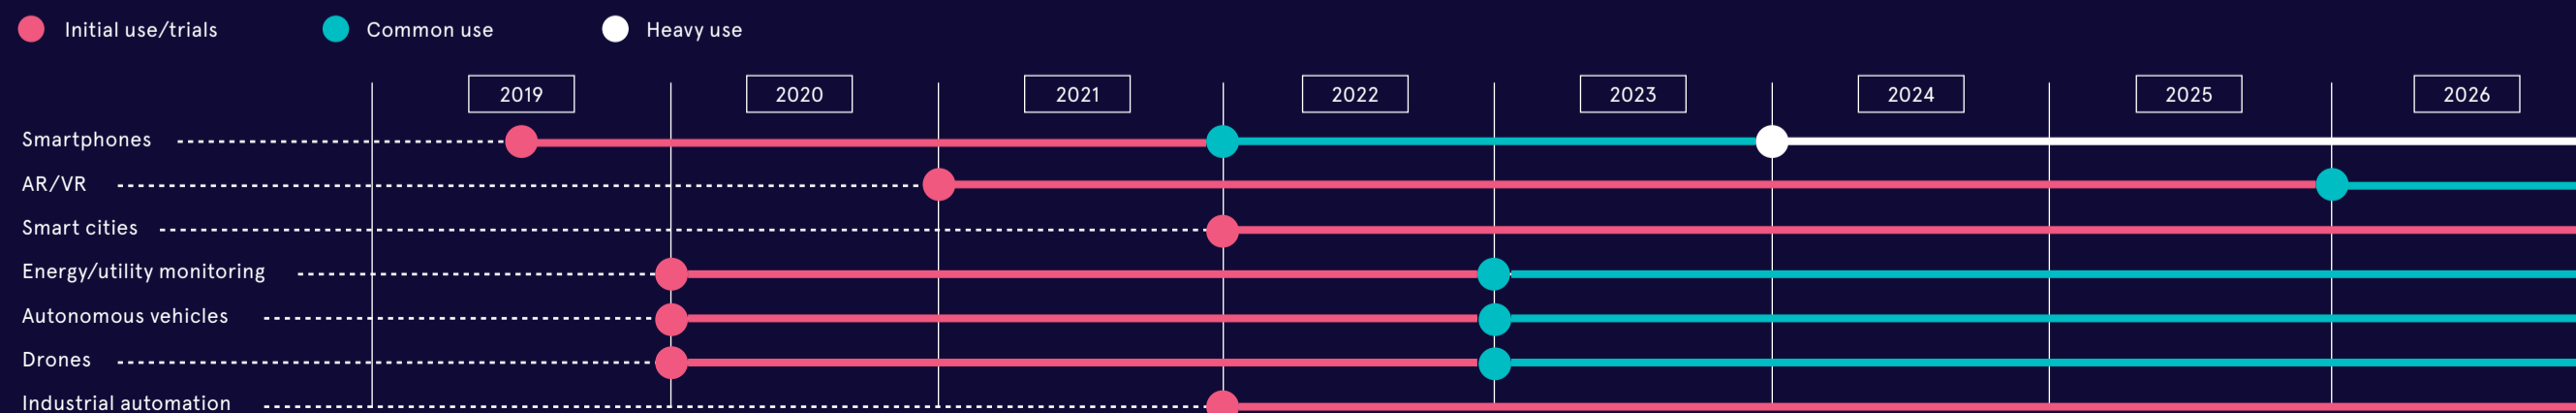 Initial use/trials Common use Heavy use
2019 2020 2021 2022 2023 2024 2025 2026
Smartphones
AR/VR
Smart cities
Energy/utility monitoring
Autonomous vehicles
Drones
Industrial automation